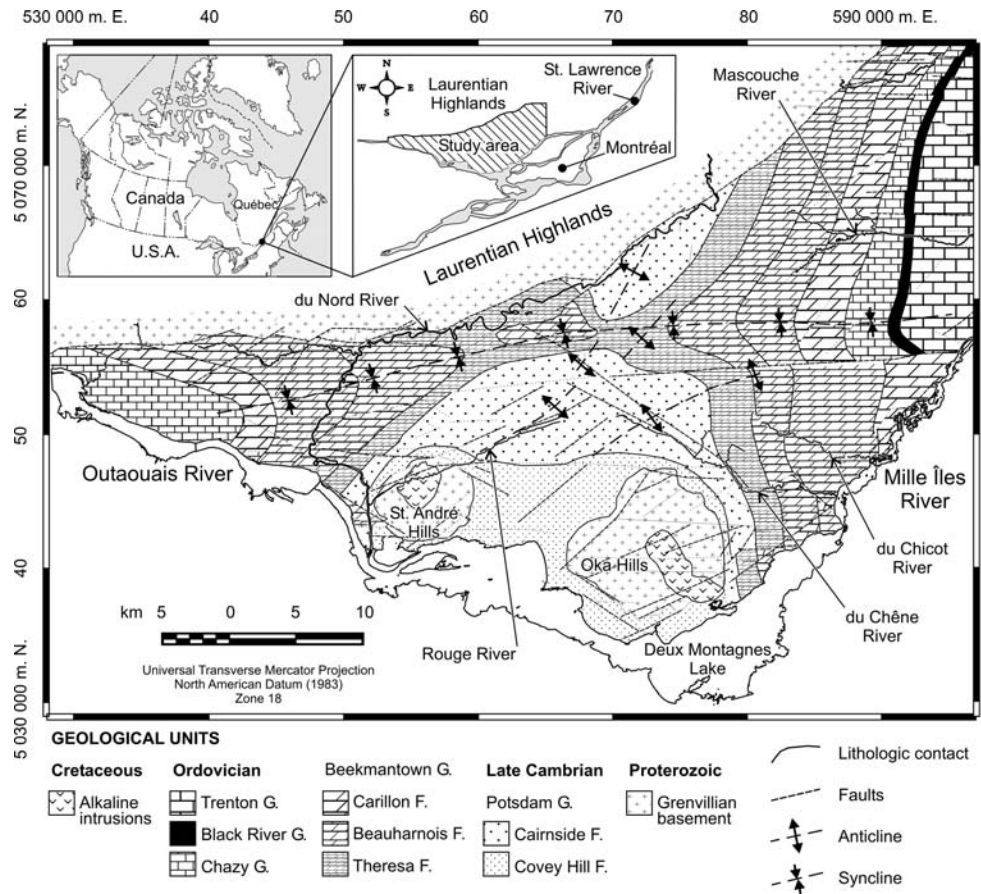 530 000 m. E. 40 50 60 70 80 590 000 m. E.
5 070 000 m. N.
60
50
40
5 030 000 m. N.
Canada
Québec
U.S.A.
N
W E
S
Laurentian
Highlands
St. Lawrence
River
Study area
Montréal
Mascouche
River
Laurentian Highlands
du Nord River
Outaouais River
St. André
Hills
Oka Hills
Mille Îles
River
du Chicot
River
du Chêne
River
Rouge River
Deux Montagnes
Lake
km 5 0 5 10
Universal Transverse Mercator Projection
North American Datum (1983)
Zone 18
GEOLOGICAL UNITS
Cretaceous
Alkaline
intrusions
Ordovician
Trenton G.
Black River G.
Chazy G.
Beekmantown G.
Carillon F.
Beauharnois F.
Theresa F.
Late Cambrian
Potsdam G.
Cairnside F.
Covey Hill F.
Proterozoic
Grenvillian
basement
Lithologic contact
Faults
Anticline
Syncline